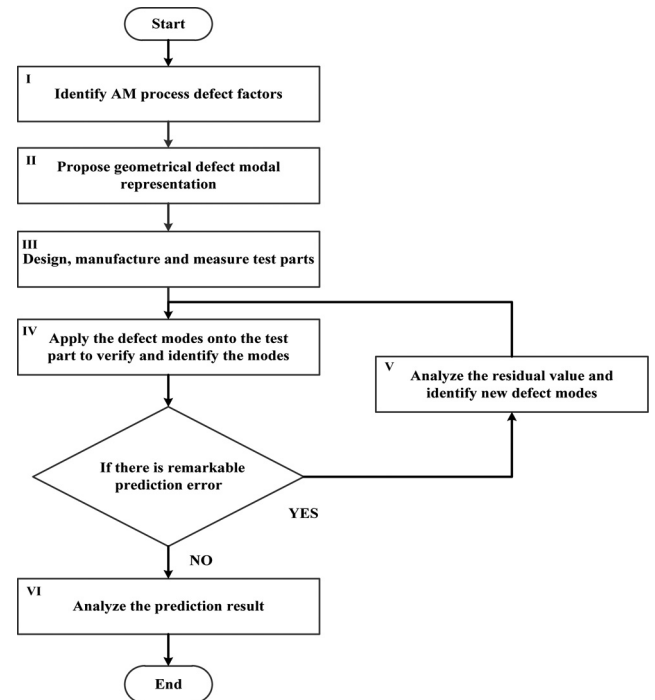 Start
I
Identify AM process defect factors
II
Propose geometrical defect modal
representation
III
Design, manufacture and measure test parts
IV
Apply the defect modes onto the test
part to verify and identify the modes
V
Analyze the residual value and
identify new defect modes
If there is remarkable
prediction error
YES
NO
VI
Analyze the prediction result
End